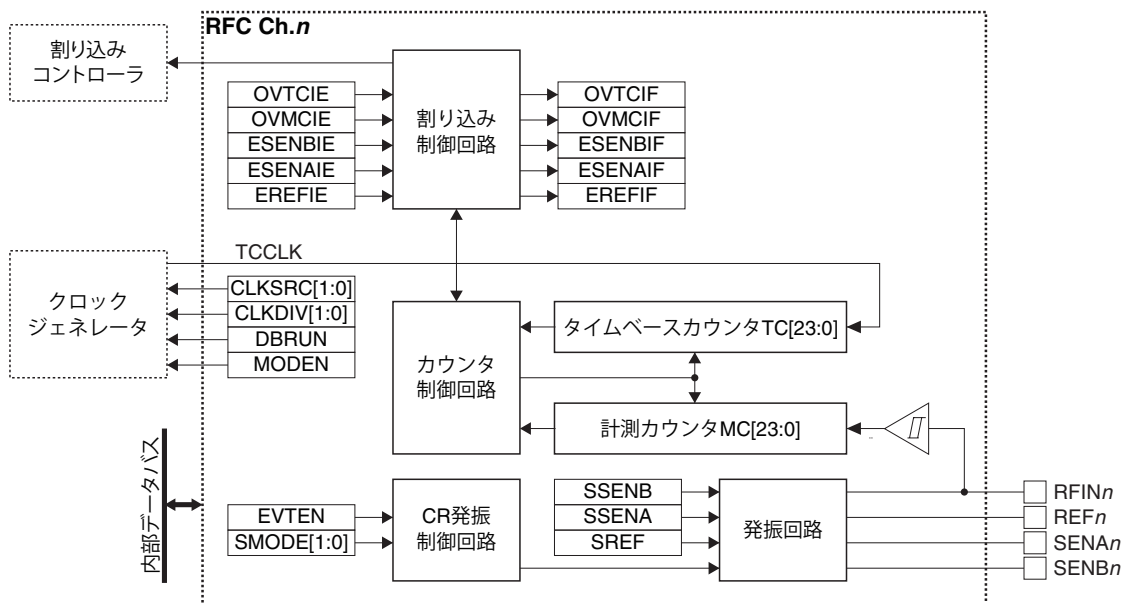 RFC Ch.n
割り込み
コントローラ
OVTCIE
OVMCIE
ESENBIE
ESENAIE
EREFIE
割り込み
制御回路
OVTCIF
OVMCIF
ESENBIF
ESENAIF
EREFIF
TCCLK
クロック
ジェネレータ
CLKSRC[1:0]
CLKDIV[1:0]
DBRUN
MODEN
カウンタ
制御回路
タイムベースカウンタTC[23:0]
計測カウンタMC[23:0]
内部データバス
EVTEN
SMODE[1:0]
CR発振
制御回路
SSENB
SSENA
SREF
発振回路
RFINn
REFn
SENAn
SENBn